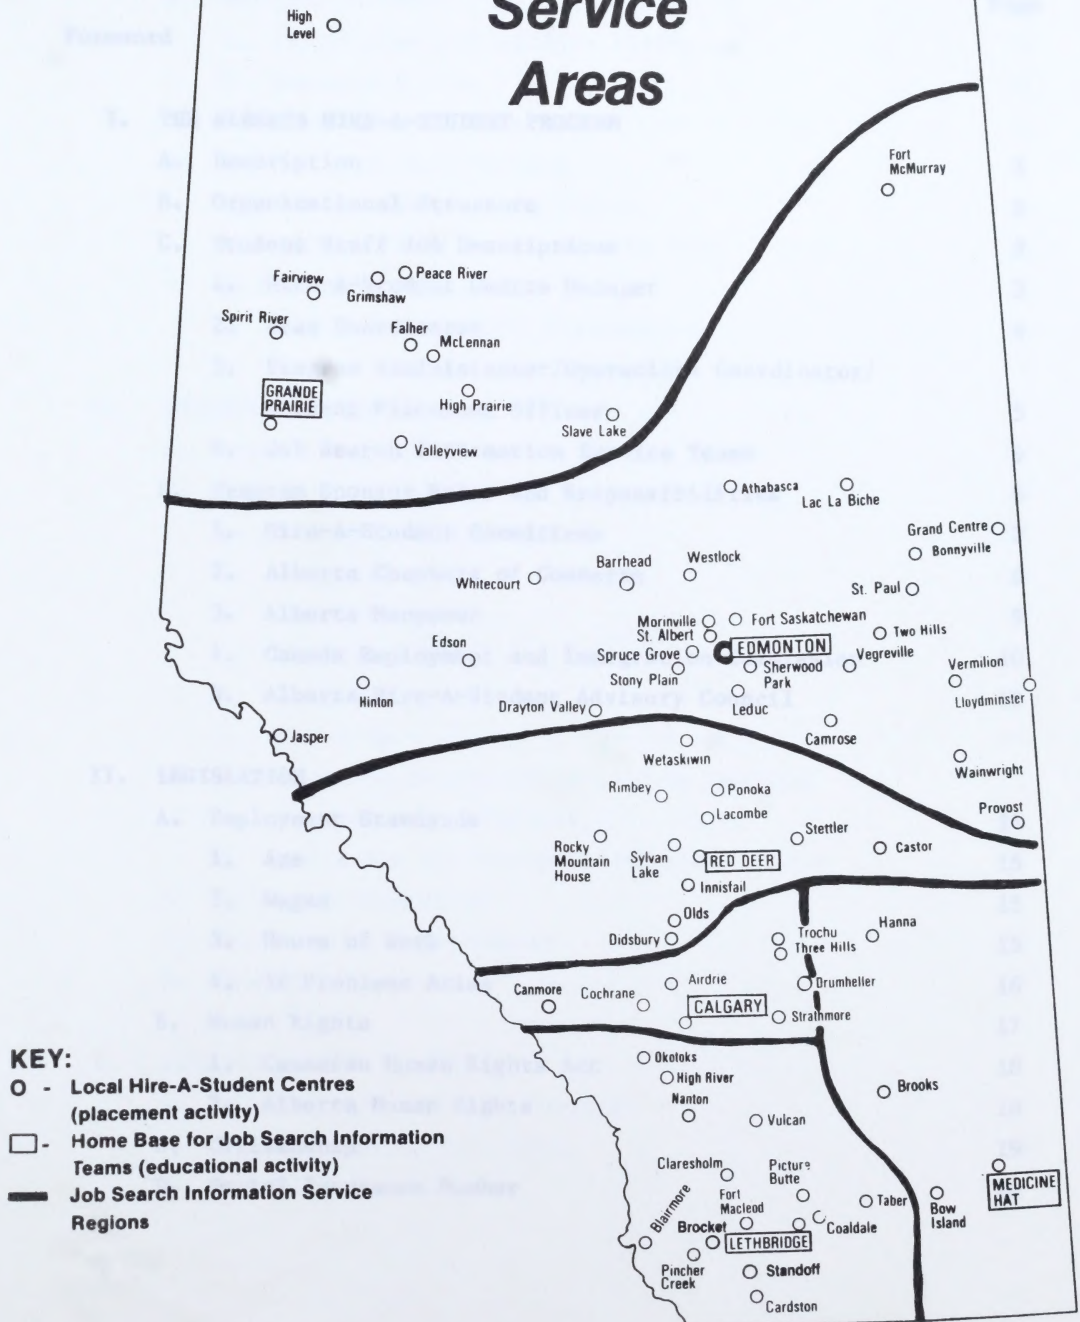 Service
Areas
High
Level
Fort
McMurray
Fairview
Peace River
Grimshaw
Spirit River
Falher
McLennan
GRANDE
PRAIRIE
High Prairie
Slave Lake
Valleyview
Athabasca
Lac La Biche
Grand Centre
Bonnyville
Barrhead
Westlock
Whitecourt
St. Paul
Morinville
Fort Saskatchewan
St. Albert
Two Hills
Edson
Spruce Grove
EDMONTON
Vegreville
Stony Plain
Sherwood
Park
Vermilion
Hinton
Lloydminster
Drayton Valley
Leduc
Jasper
Camrose
Wetaskiwin
Wainwright
Rimbey
Ponoka
Provost
Lacombe
Stettler
Rocky
Mountain
House
Sylvan
Lake
RED DEER
Castor
Innisfail
Olds
Hanna
Didsbury
Trochu
Three Hills
Airdrie
Drumheller
Canmore
Cochrane
CALGARY
Strathmore
Okotoks
High River
Brooks
Nanton
Vulcan
Claresholm
Picture
Butte
MEDICINE
HAT
Blairmore
Fort
Macleod
Taber
Bow
Island
Brocket
Coaldale
LETHBRIDGE
Pincher
Creek
Standoff
Cardston
KEY:
O - Local Hire-A-Student Centres
(placement activity)
- Home Base for Job Search Information
Teams (educational activity)
Job Search Information Service
Regions